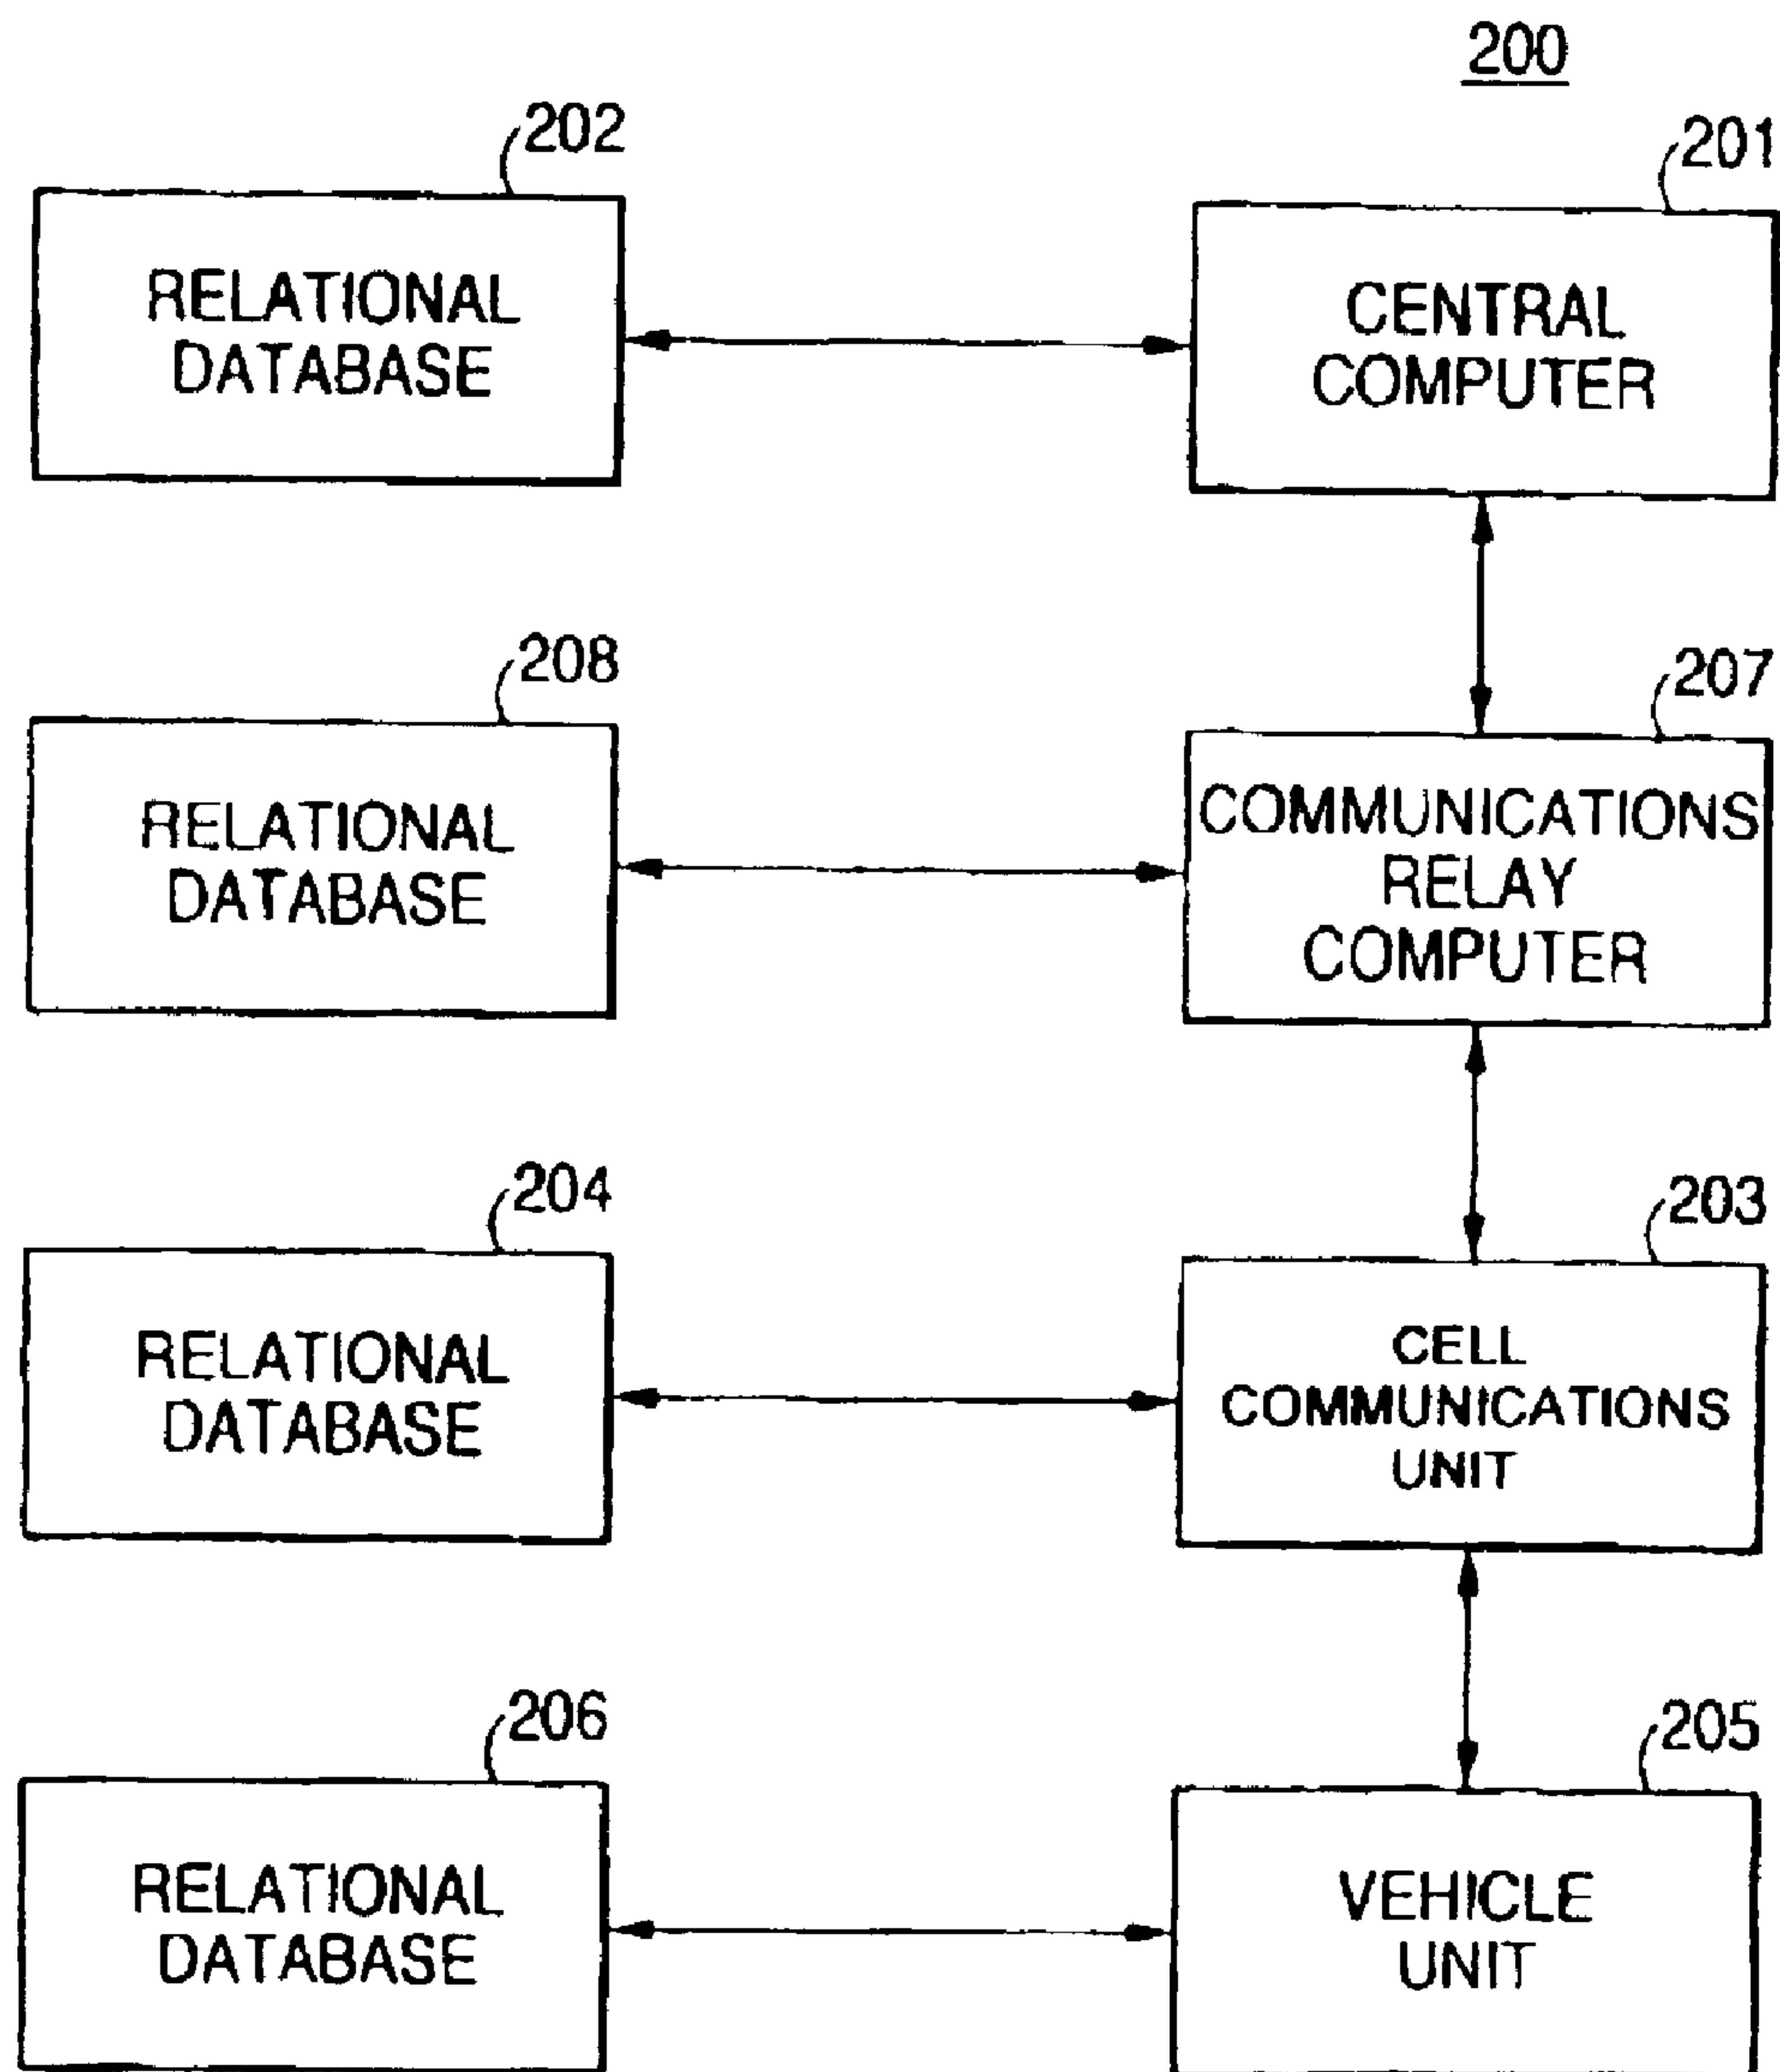 200
202
201
RELATIONAL
DATABASE
CENTRAL
COMPUTER
208
207
RELATIONAL
DATABASE
COMMUNICATIONS
RELAY
COMPUTER
204
203
RELATIONAL
DATABASE
CELL
COMMUNICATIONS
UNIT
206
205
RELATIONAL
DATABASE
VEHICLE
UNIT